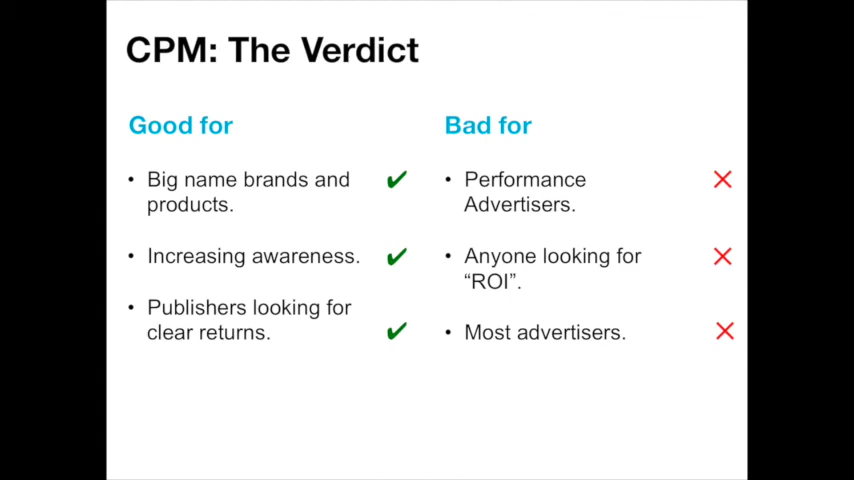 CPM: The Verdict
Good for
• Big name brands and
products.
• Increasing awareness.
• Publishers looking for
clear returns.
Bad for
• Performance
Advertisers.
• Anyone looking for
“ROI”.
• Most advertisers.